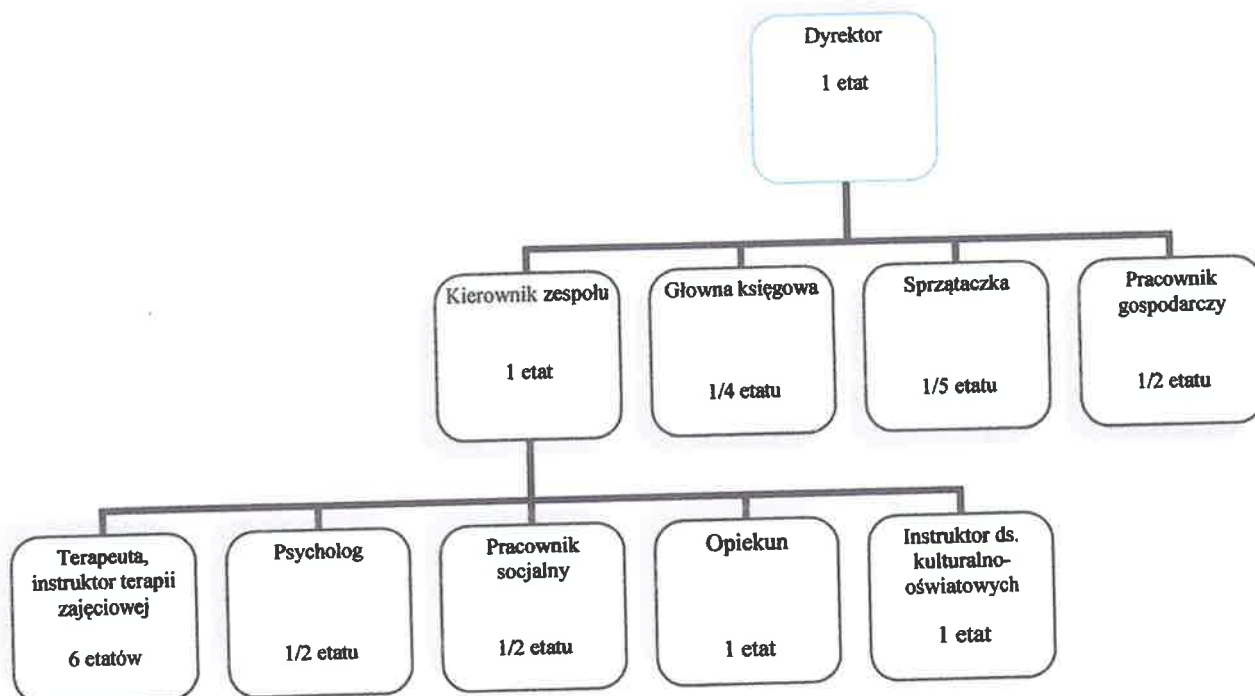 Dyrektor
1 etat
Kierownik zespołu
1 etat
Głowna księgowa
1/4 etatu
Sprzątaczka
1/5 etatu
Pracownik
gospodarczy
1/2 etatu
Terapeuta,
instruktor terapii
zajęciowej
6 etatów
Psycholog
1/2 etatu
Pracownik
socjalny
1/2 etatu
Opiekun
1 etat
Instruktor ds.
kulturalno-
oświatowych
1 etat